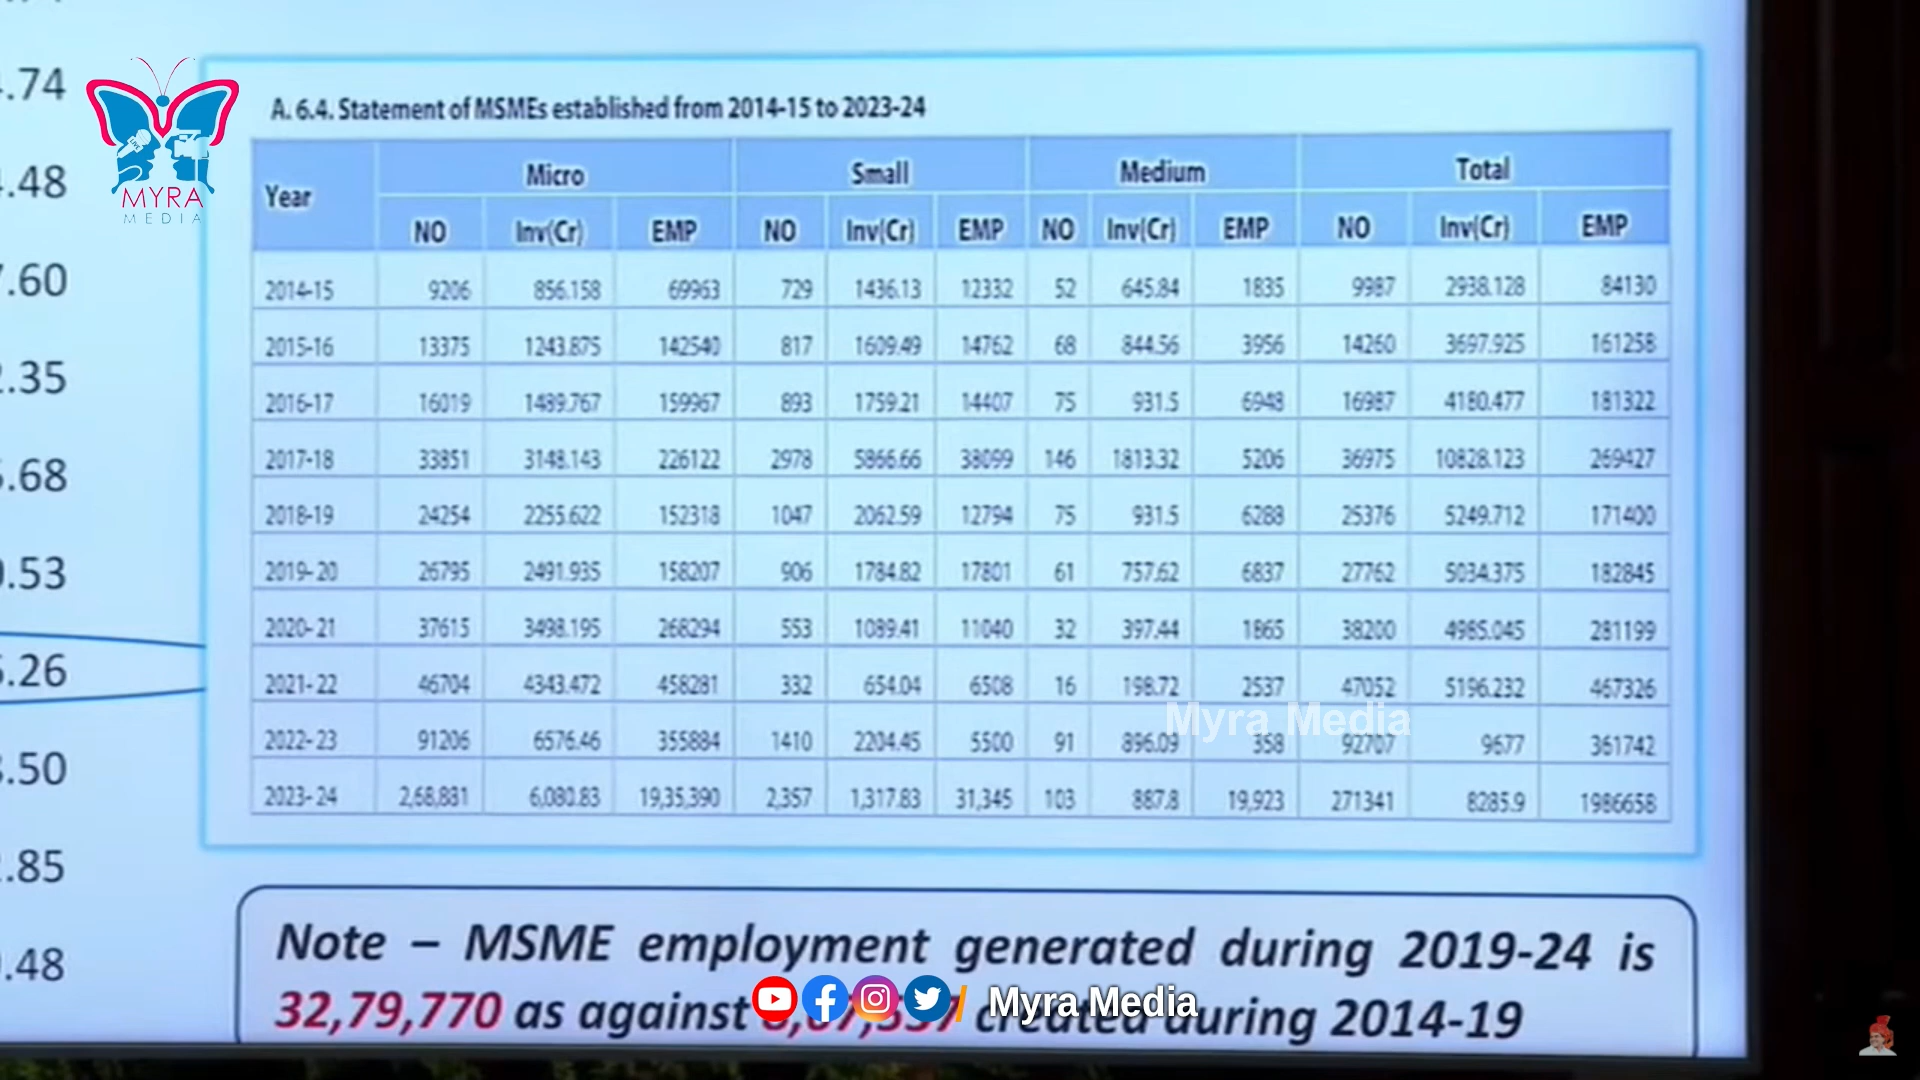 .74
.48
.60
.35
.68
.53
.26
.50
.85
.48
MYRA
MEDIA
A. 6.4. Statement of MSMEs established from 2014-15 to 2023-24
Year Micro Small Medium Total
NO Inv(Cr) EMP NO Inv(Cr) EMP NO Inv(Cr) EMP NO Inv(Cr) EMP
2014-15 9206 856.158 69963 729 1436.13 12332 52 645.84 1835 9987 2938.128 84130
2015-16 13375 1243.875 142540 817 1609.49 14762 68 844.56 3956 14260 3697.925 161258
2016-17 16019 1489.767 159967 893 1759.21 14407 75 931.5 6948 16987 4180.477 181322
2017-18 33851 3148.143 226122 2978 5866.66 38099 146 1813.32 5206 36975 10828.123 269427
2018-19 24254 2255.622 152318 1047 2062.59 12794 75 931.5 6288 25376 5249.712 171400
2019-20 26795 2491.935 158207 906 1784.82 17801 61 757.62 6837 27762 5034.375 182845
2020-21 37615 3498.195 268294 553 1089.41 11040 32 397.44 1865 38200 4985.045 281199
2021-22 46704 4343.472 458281 332 654.04 6508 16 198.72 2537 47052 5196.232 467326
2022-23 91206 6576.46 355884 1410 2204.45 5500 91 896.09 358 92707 9677 361742
2023-24 2,68,881 6,080.83 19,35,390 2,357 1,317.83 31,345 103 887.8 19,923 271341 8285.9 1986658
Myra Media
Note – MSME employment generated during 2019-24 is
32,79,770 as against created during 2014-19
Myra Media